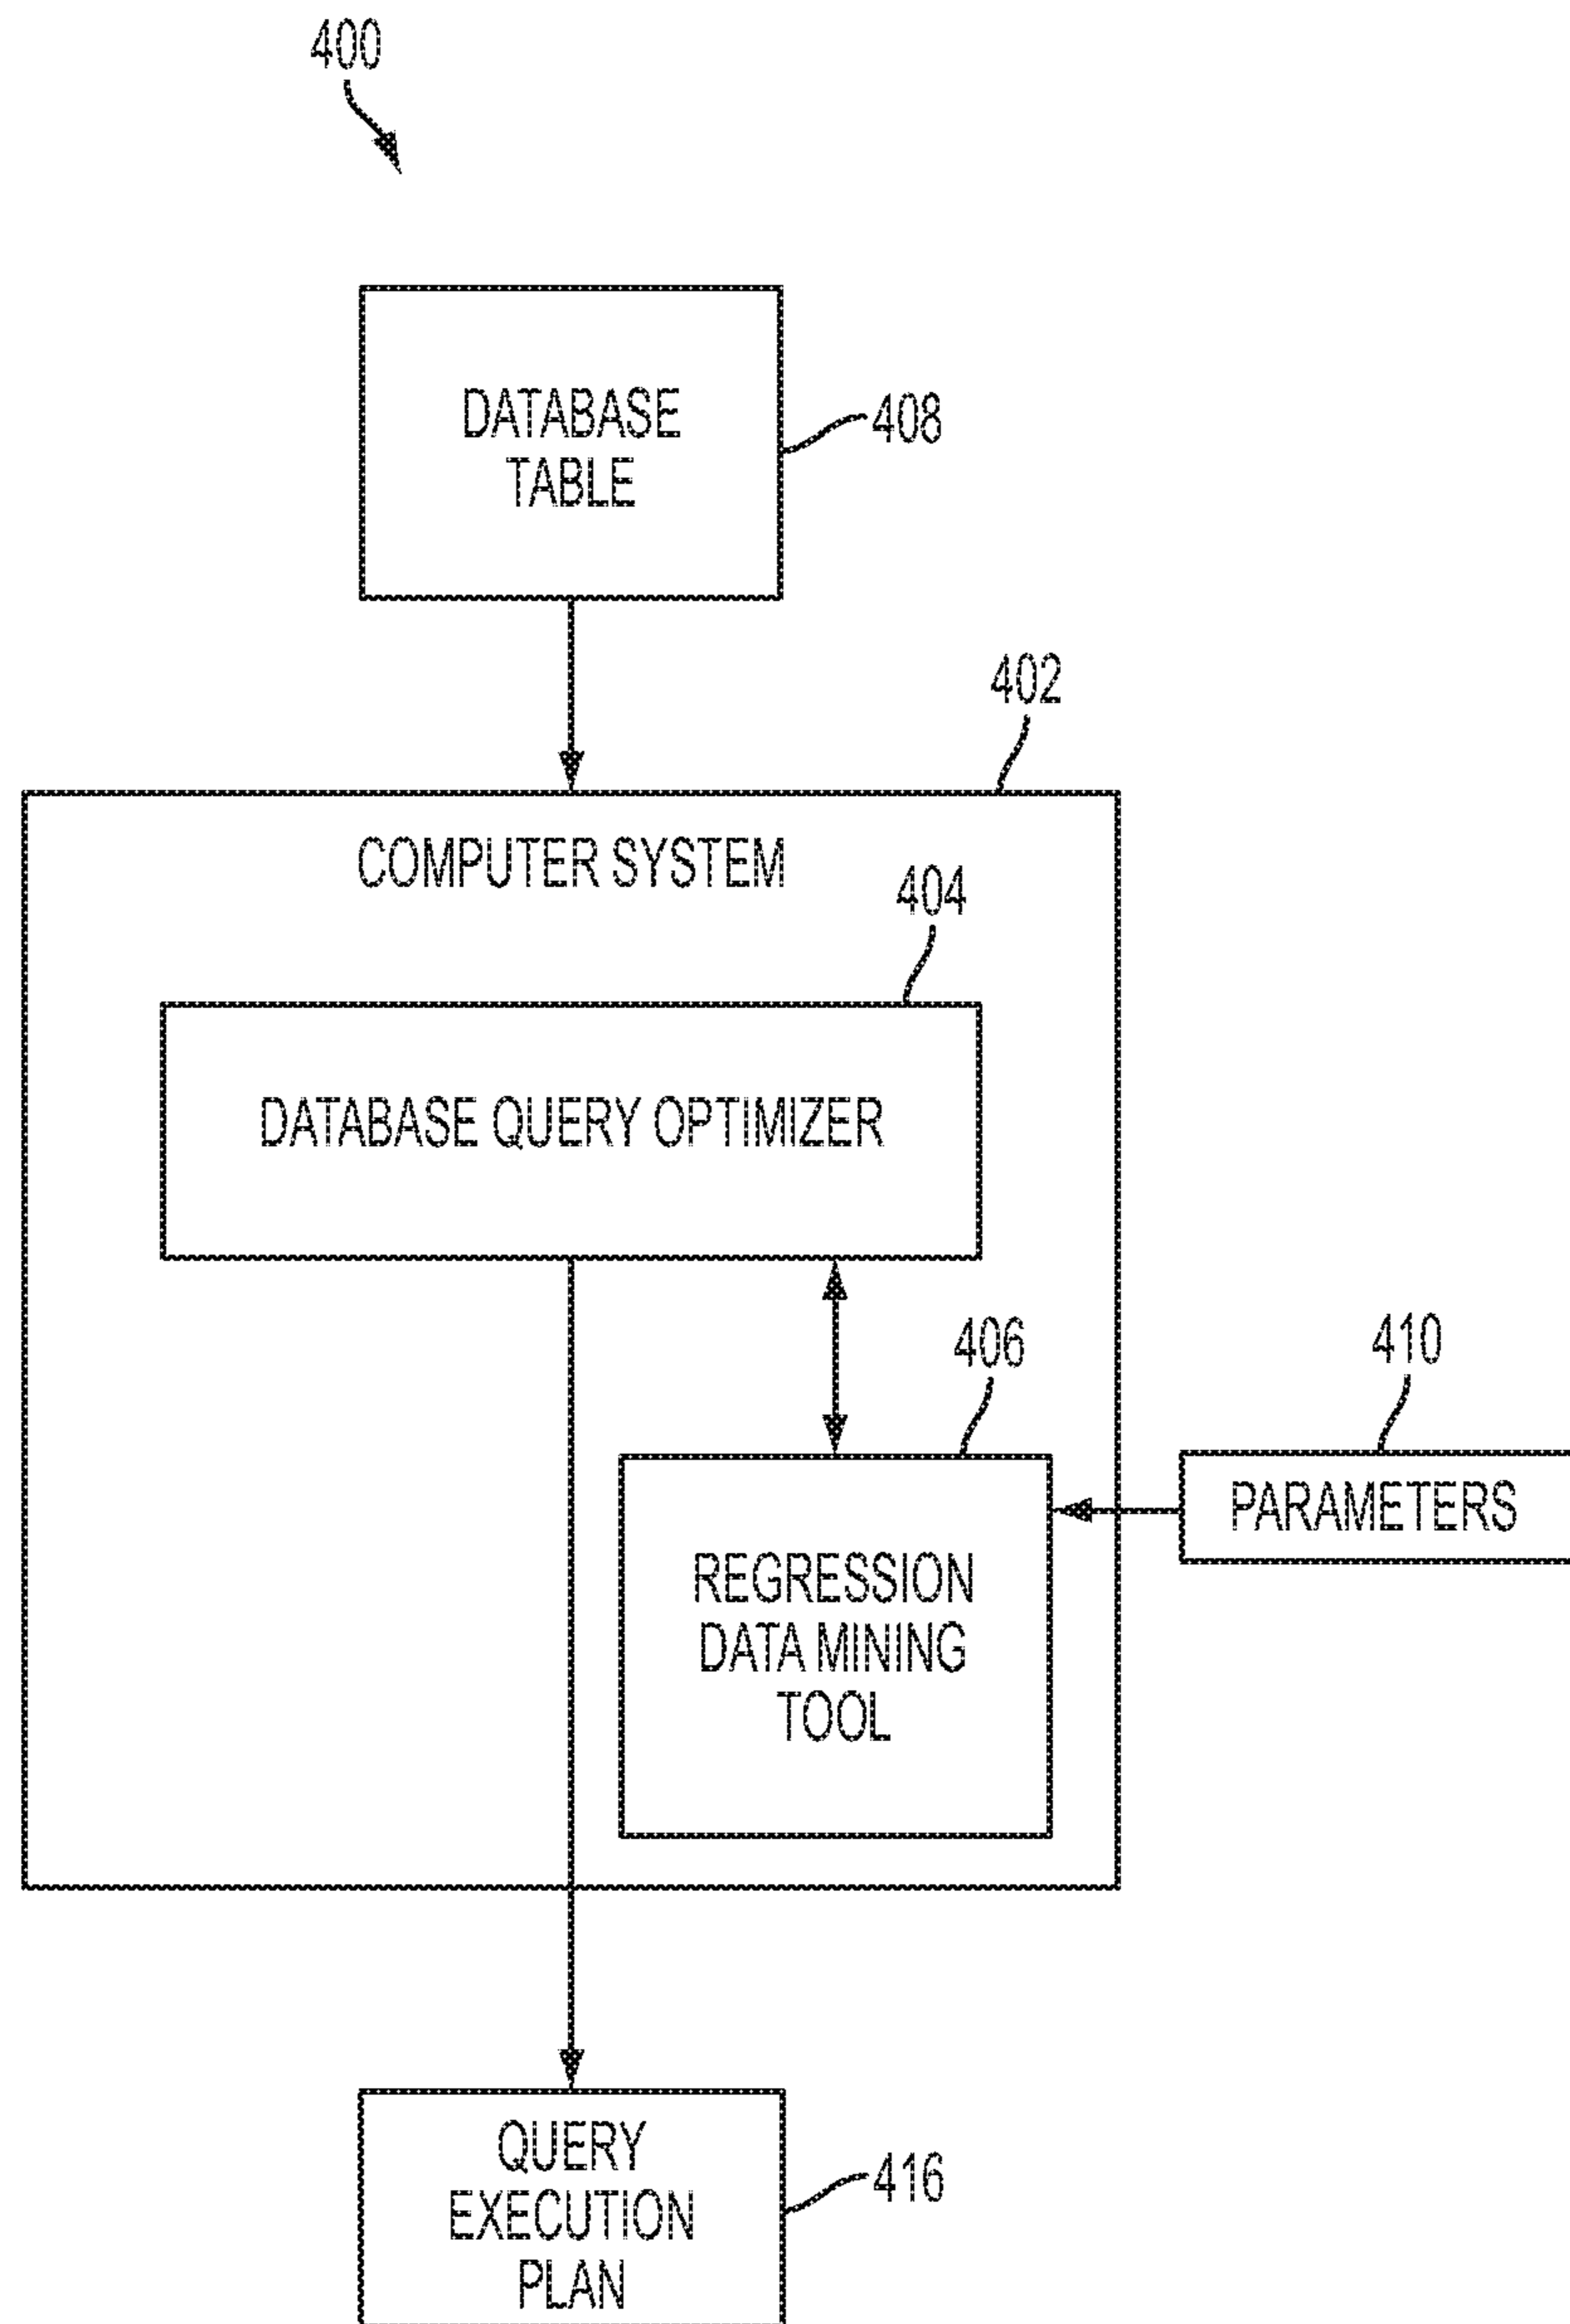 400
DATABASE
TABLE
408
402
COMPUTER SYSTEM
404
DATABASE QUERY OPTIMIZER
406
410
PARAMETERS
REGRESSION
DATA MINING
TOOL
QUERY
EXECUTION
PLAN
416